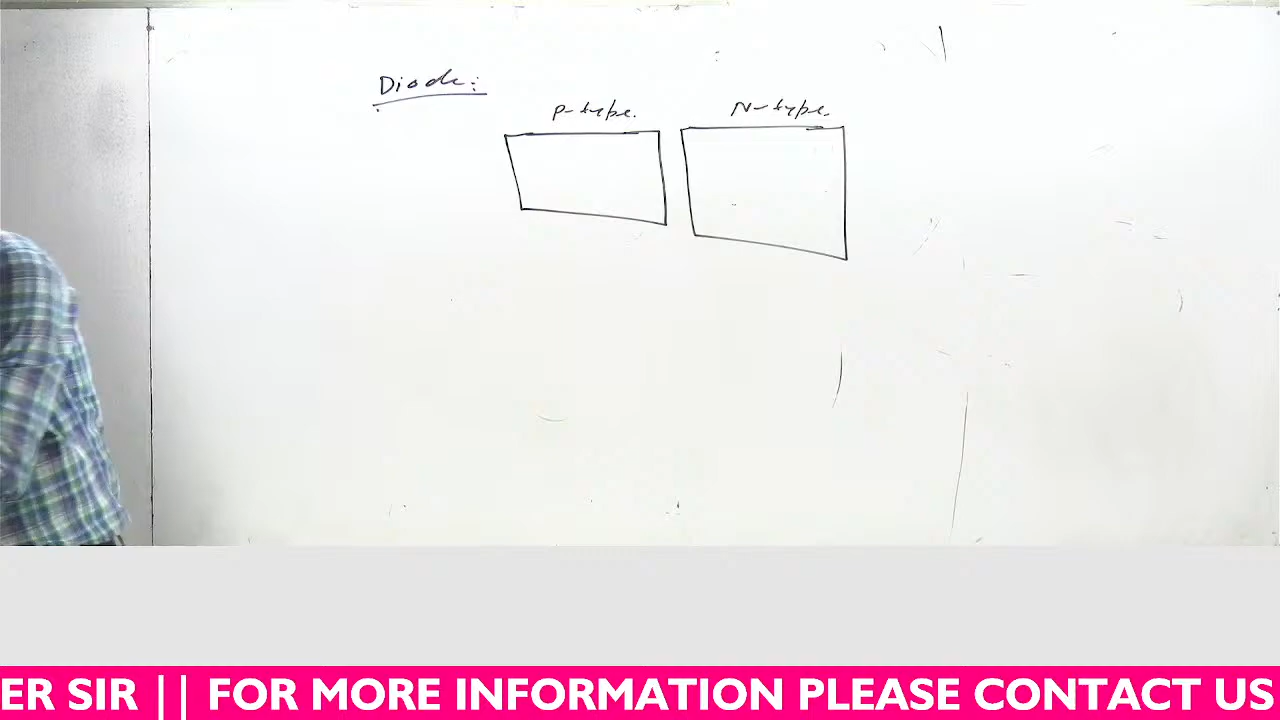 Diode:
P-type.
N-type.
ER SIR || FOR MORE INFORMATION PLEASE CONTACT US